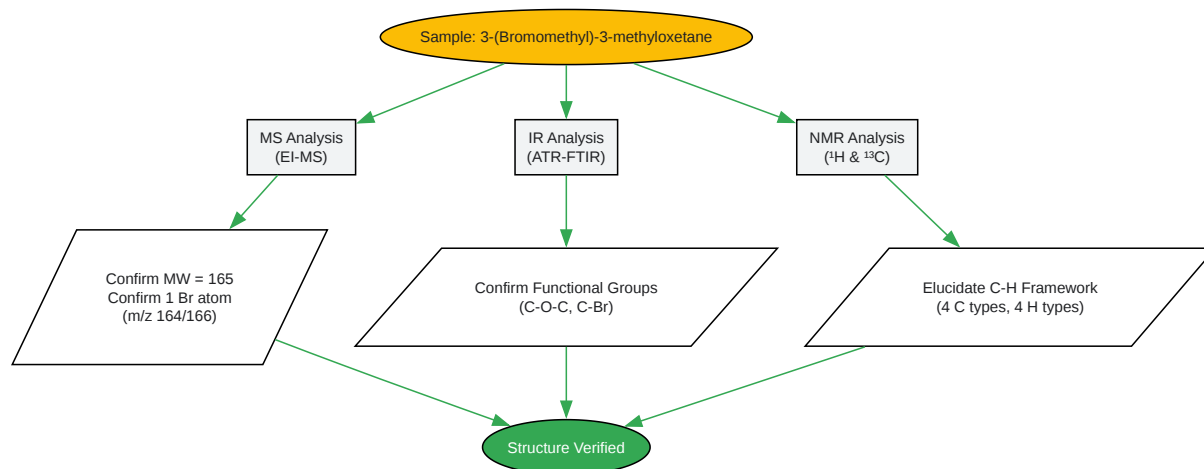 Sample: 3-(Bromomethyl)-3-methyloxetane
MS Analysis
(EI-MS)
IR Analysis
(ATR-FTIR)
NMR Analysis
(¹H & ¹³C)
Confirm MW = 165
Confirm 1 Br atom
(m/z 164/166)
Confirm Functional Groups
(C-O-C, C-Br)
Elucidate C-H Framework
(4 C types, 4 H types)
Structure Verified